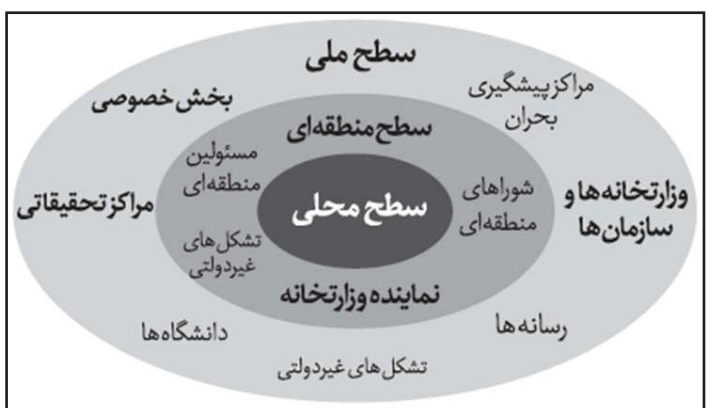 سطح ملی
مراکز پیشگیری
بحران
بخش خصوصی
وزارتخانه‌ها و
سازمان‌ها
مراکز تحقیقاتی
رسانه‌ها
دانشگاه‌ها
تشکل‌های غیردولتی
سطح منطقه‌ای
مسئولین
منطقه‌ای
شوراهای
منطقه‌ای
تشکل‌های
غیردولتی
نماینده وزارتخانه
سطح محلی